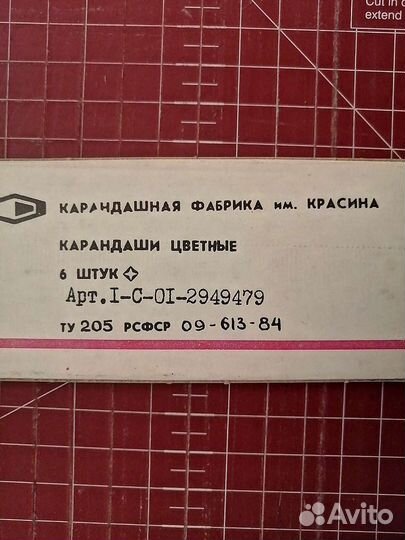 Cut in
extend
КАРАНДАШНАЯ ФАБРИКА им. КРАСИНА
КАРАНДАШИ ЦВЕТНЫЕ
6 ШТУК
Арт.I-С-OI-2949479
ТУ 205 РСФСР 09-613-84
Avito